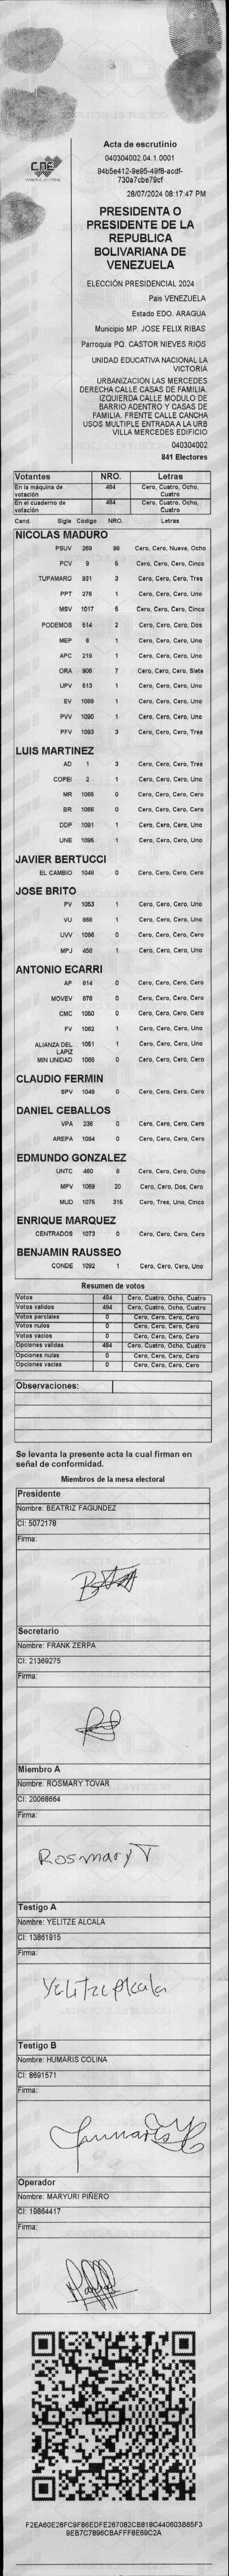 CNE
Acta de escrutinio
040304002.04.1.0001
94b5e412-9e95-49f8-acdf-
730a7cbe79cf
28/07/2024 08:17:47 PM
PRESIDENTA O
PRESIDENTE DE LA
REPUBLICA
BOLIVARIANA DE
VENEZUELA
ELECCIÓN PRESIDENCIAL 2024
Pais VENEZUELA
Estado EDO. ARAGUA
Municipio MP. JOSE FELIX RIBAS
Parroquia PQ. CASTOR NIEVES RIOS
UNIDAD EDUCATIVA NACIONAL LA
VICTORIA
URBANIZACION LAS MERCEDES
DERECHA CALLE CASAS DE FAMILIA.
IZQUIERDA CALLE MODULO DE
BARRIO ADENTRO Y CASAS DE
FAMILIA. FRENTE CALLE CANCHA
USOS MULTIPLE ENTRADA A LA URB
VILLA MERCEDES EDIFICIO
040304002
841 Electores
Votantes NRO. Letras
En la máquina de votación 484 Cero, Cuatro, Ocho, Cuatro
En el cuaderno de votación 484 Cero, Cuatro, Ocho, Cuatro
Cand. Sigla Código NRO. Letras
NICOLAS MADURO
PSUV 269 98 Cero, Cero, Nueve, Ocho
PCV 9 5 Cero, Cero, Cero, Cinco
TUPAMARO 931 3 Cero, Cero, Cero, Tres
PPT 276 1 Cero, Cero, Cero, Uno
MSV 1017 5 Cero, Cero, Cero, Cinco
PODEMOS 514 2 Cero, Cero, Cero, Dos
MEP 6 1 Cero, Cero, Cero, Uno
APC 219 1 Cero, Cero, Cero, Uno
ORA 906 7 Cero, Cero, Cero, Siete
UPV 513 1 Cero, Cero, Cero, Uno
EV 1089 1 Cero, Cero, Cero, Uno
PVV 1090 1 Cero, Cero, Cero, Uno
PFV 1093 3 Cero, Cero, Cero, Tres
LUIS MARTINEZ
AD 1 3 Cero, Cero, Cero, Tres
COPEI 2 1 Cero, Cero, Cero, Uno
MR 1065 0 Cero, Cero, Cero, Cero
BR 1066 0 Cero, Cero, Cero, Cero
DDP 1091 1 Cero, Cero, Cero, Uno
UNE 1095 1 Cero, Cero, Cero, Uno
JAVIER BERTUCCI
EL CAMBIO 1048 0 Cero, Cero, Cero, Cero
JOSE BRITO
PV 1053 1 Cero, Cero, Cero, Uno
VU 868 1 Cero, Cero, Cero, Uno
UVV 1096 0 Cero, Cero, Cero, Cero
MPJ 458 1 Cero, Cero, Cero, Uno
ANTONIO ECARRI
AP 814 0 Cero, Cero, Cero, Cero
MOVEV 878 0 Cero, Cero, Cero, Cero
CMC 1050 0 Cero, Cero, Cero, Cero
FV 1062 1 Cero, Cero, Cero, Uno
ALIANZA DEL LAPIZ 1051 1 Cero, Cero, Cero, Uno
MIN UNIDAD 1068 0 Cero, Cero, Cero, Cero
CLAUDIO FERMIN
SPV 1049 0 Cero, Cero, Cero, Cero
DANIEL CEBALLOS
VPA 236 0 Cero, Cero, Cero, Cero
AREPA 1094 0 Cero, Cero, Cero, Cero
EDMUNDO GONZALEZ
UNTC 460 8 Cero, Cero, Cero, Ocho
MPV 1069 20 Cero, Cero, Dos, Cero
MUD 1075 315 Cero, Tres, Uno, Cinco
ENRIQUE MARQUEZ
CENTRADOS 1073 0 Cero, Cero, Cero, Cero
BENJAMIN RAUSSEO
CONDE 1092 1 Cero, Cero, Cero, Uno
Resumen de votos
Votos 484 Cero, Cuatro, Ocho, Cuatro
Votos validos 484 Cero, Cuatro, Ocho, Cuatro
Votos parciales 0 Cero, Cero, Cero, Cero
Votos nulos 0 Cero, Cero, Cero, Cero
Votos vacios 0 Cero, Cero, Cero, Cero
Opciones validas 484 Cero, Cuatro, Ocho, Cuatro
Opciones nulas 0 Cero, Cero, Cero, Cero
Opciones vacias 0 Cero, Cero, Cero, Cero
Observaciones:
Se levanta la presente acta la cual firman en
señal de conformidad.
Miembros de la mesa electoral
Presidente
Nombre: BEATRIZ FAGUNDEZ
CI: 5072178
Firma:
Secretario
Nombre: FRANK ZERPA
CI: 21369275
Firma:
Miembro A
Nombre: ROSMARY TOVAR
CI: 20068664
Firma:
Rosmary T
Testigo A
Nombre: YELITZE ALCALA
CI: 13861915
Firma:
Yelitze Alcala
Testigo B
Nombre: HUMARIS COLINA
CI: 8691571
Firma:
Operador
Nombre: MARYURI PIÑERO
CI: 19864417
Firma:
F2EA60E28FC9F86EDFE267082CB818C440603B65F3
9EB7C7896CBAFFF8E69C2A